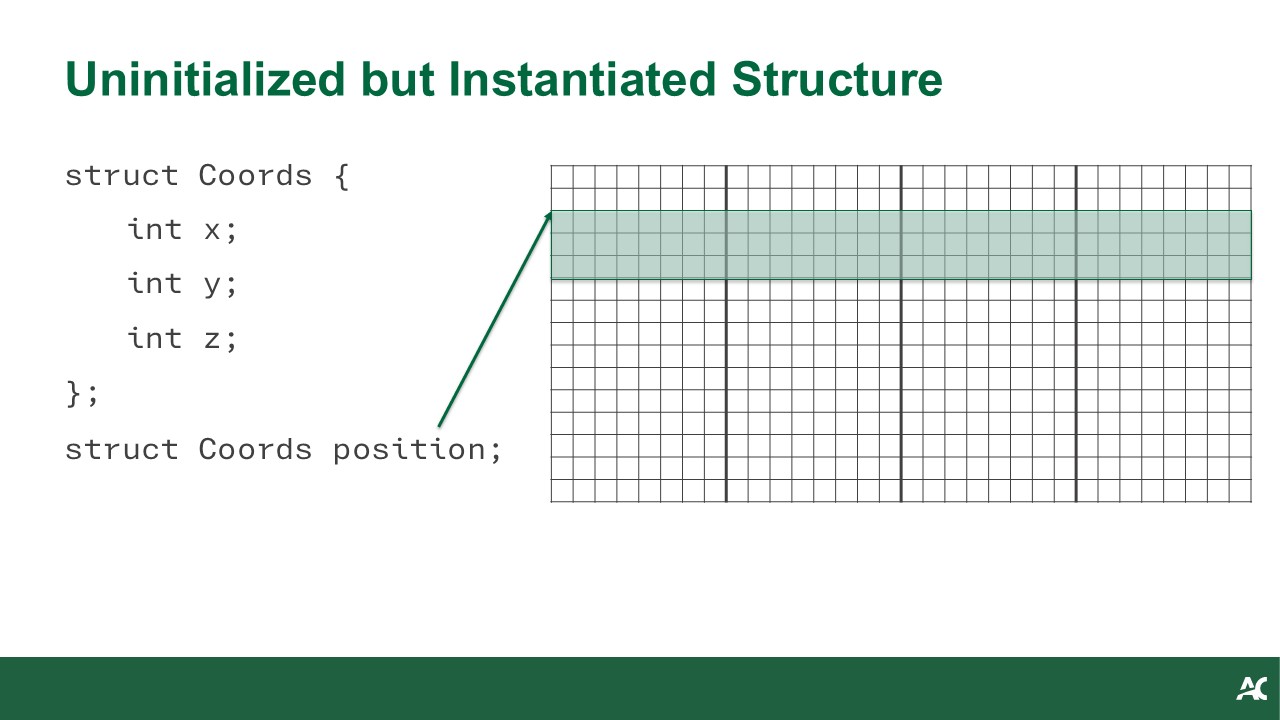 Uninitialized but Instantiated Structure
struct Coords {
int x;
int y;
int z;
};
struct Coords position;
AC